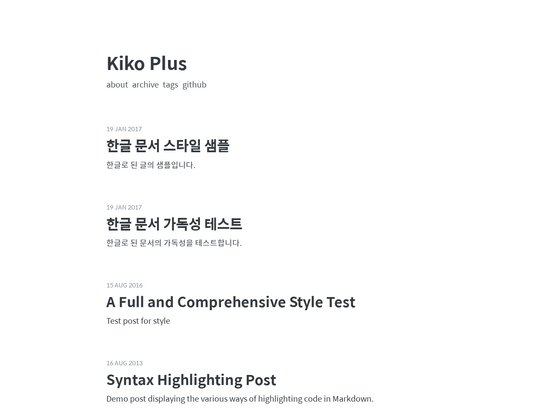 Kiko Plus
about archive tags github
19 JAN 2017
한글 문서 스타일 샘플
한글로 된 글의 샘플입니다.
19 JAN 2017
한글 문서 가독성 테스트
한글로 된 문서의 가독성을 테스트합니다.
15 AUG 2016
A Full and Comprehensive Style Test
Test post for style
16 AUG 2013
Syntax Highlighting Post
Demo post displaying the various ways of highlighting code in Markdown.